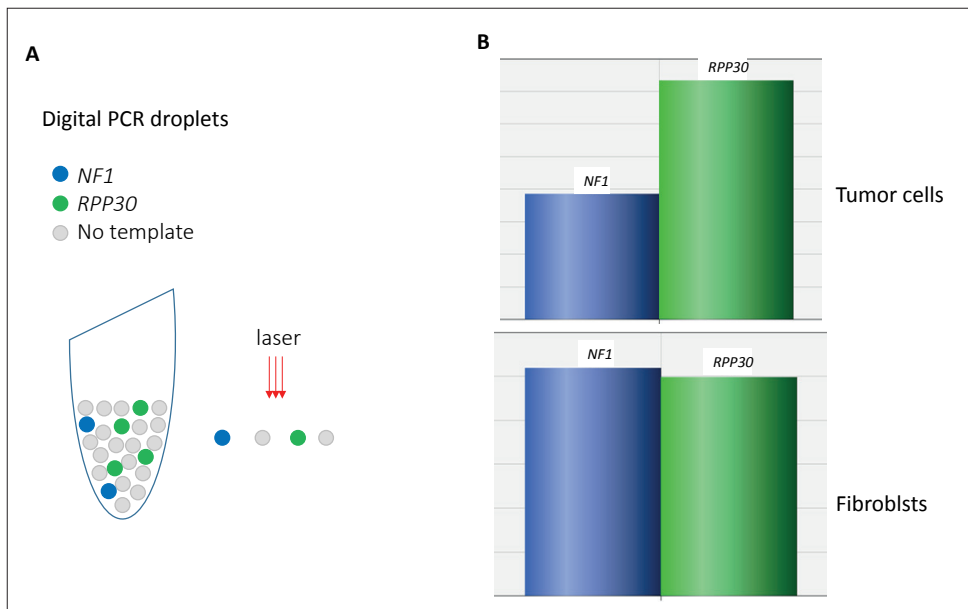 A
Digital PCR droplets
NF1
RPP30
No template
laser
B
RPP30
NF1
Tumor cells
NF1
RPP30
Fibroblsts